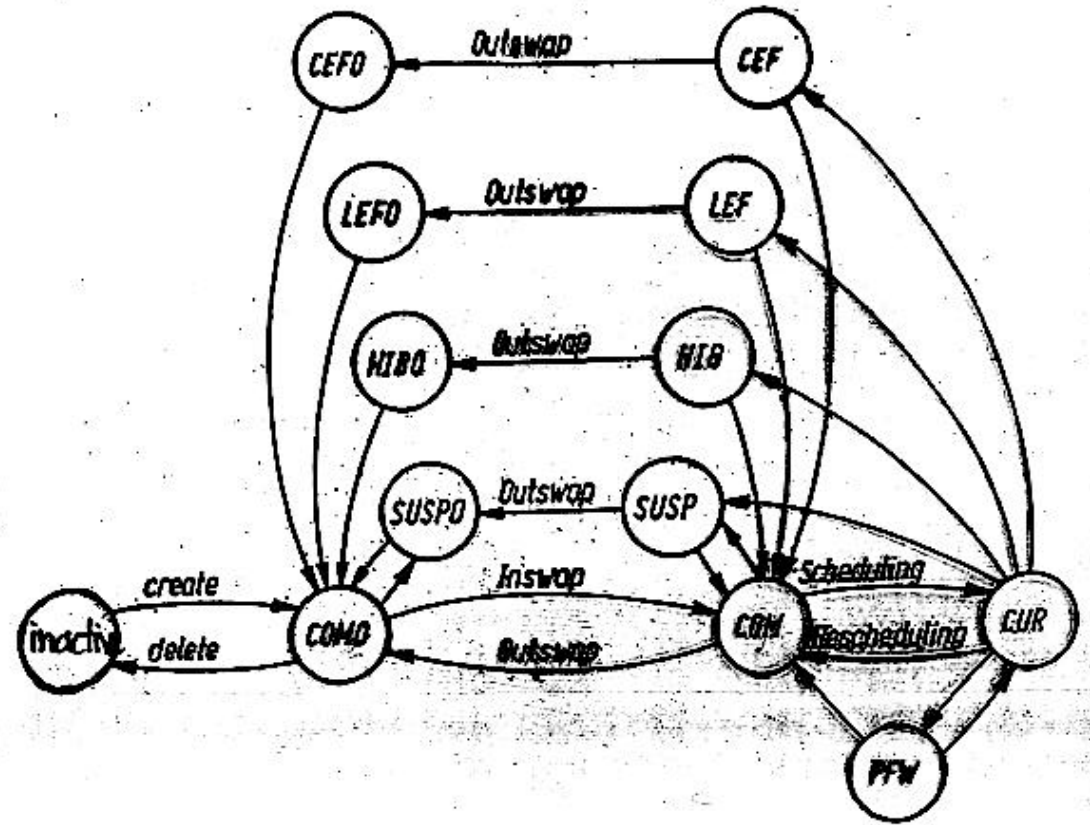 CEFO
Outswap
CEF
LEFO
Outswap
LEF
HIBO
Outswap
HIB
SUSPO
Outswap
SUSP
create
Inswap
Scheduling
inactiv
COMO
COM
CUR
delete
Outswap
Rescheduling
PFW